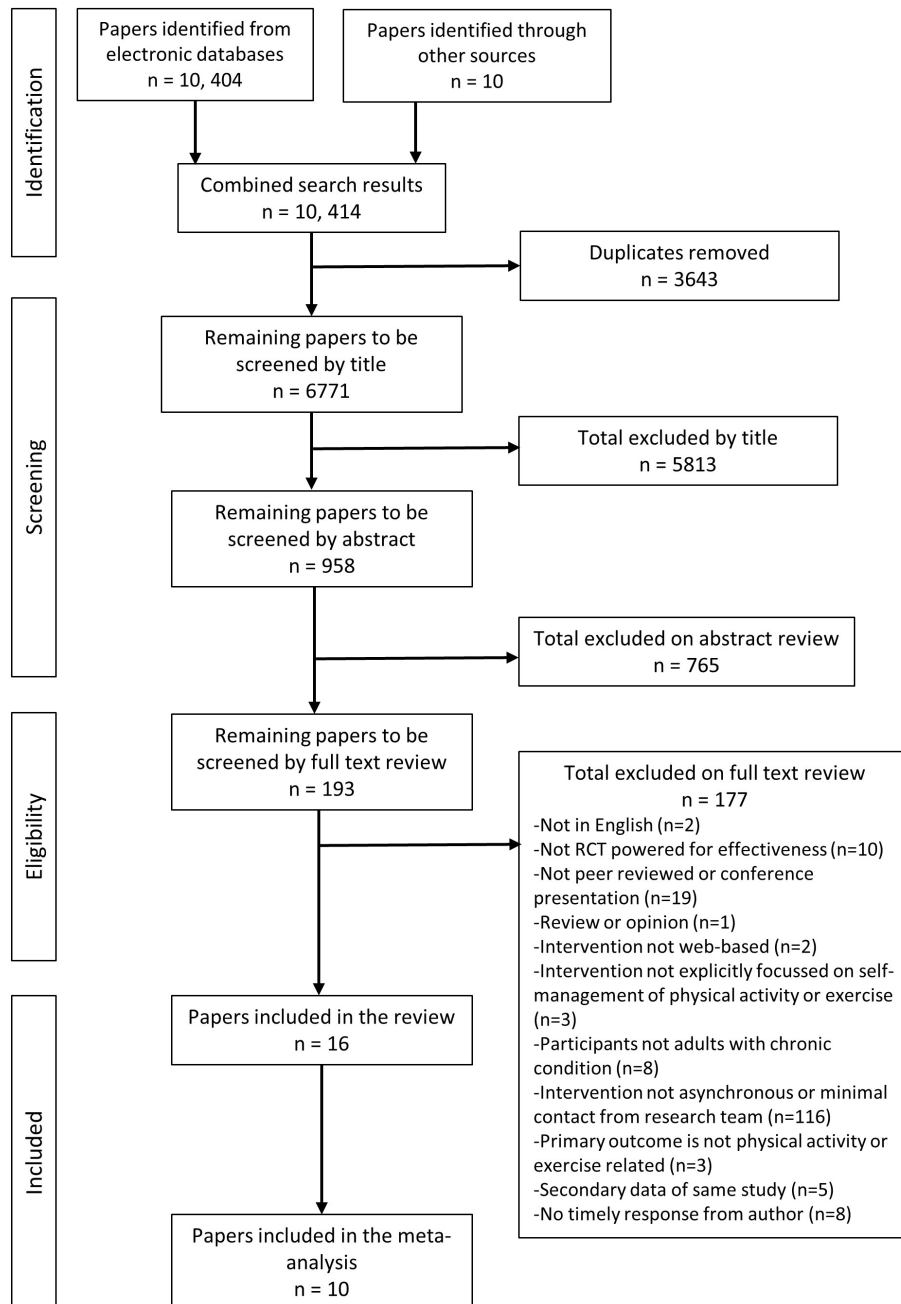 Identification
Papers identified from
electronic databases
n = 10, 404
Papers identified through
other sources
n = 10
Combined search results
n = 10, 414
Duplicates removed
n = 3643
Screening
Remaining papers to be
screened by title
n = 6771
Total excluded by title
n = 5813
Remaining papers to be
screened by abstract
n = 958
Total excluded on abstract review
n = 765
Eligibility
Remaining papers to be
screened by full text review
n = 193
Total excluded on full text review
n = 177
-Not in English (n=2)
-Not RCT powered for effectiveness (n=10)
-Not peer reviewed or conference
presentation (n=19)
-Review or opinion (n=1)
-Intervention not web-based (n=2)
-Intervention not explicitly focussed on self-
management of physical activity or exercise
(n=3)
-Participants not adults with chronic
condition (n=8)
-Intervention not asynchronous or minimal
contact from research team (n=116)
-Primary outcome is not physical activity or
exercise related (n=3)
-Secondary data of same study (n=5)
-No timely response from author (n=8)
Included
Papers included in the review
n = 16
Papers included in the meta-
analysis
n = 10